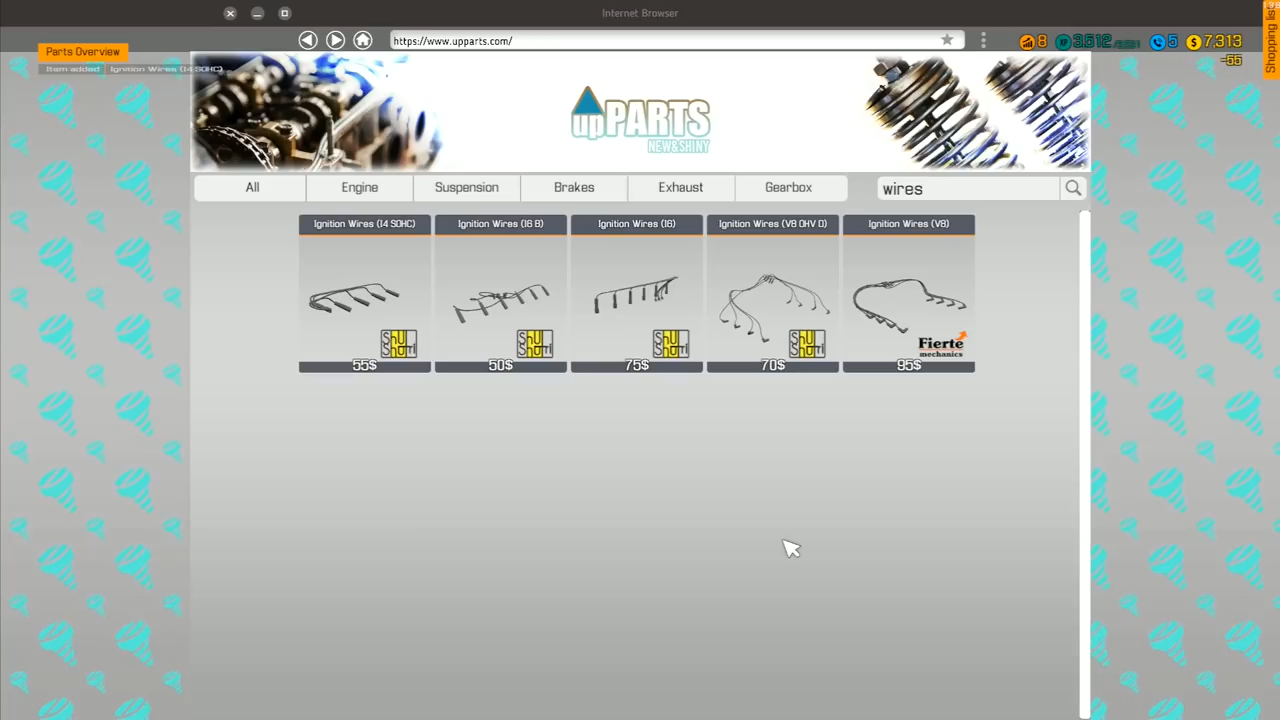 Internet Browser
Shopping list
https://www.upparts.com/
8
3,512
5
$ 7,313
-55
Parts Overview
Item added Ignition Wires (I4 SOHC)
upPARTS
NEW&SHINY
All
Engine
Suspension
Brakes
Exhaust
Gearbox
wires
Ignition Wires (I4 SOHC)
Ignition Wires (I6 B)
Ignition Wires (I6)
Ignition Wires (V8 OHV D)
Ignition Wires (V8)
Fierte
mechanics
55$
50$
75$
70$
95$